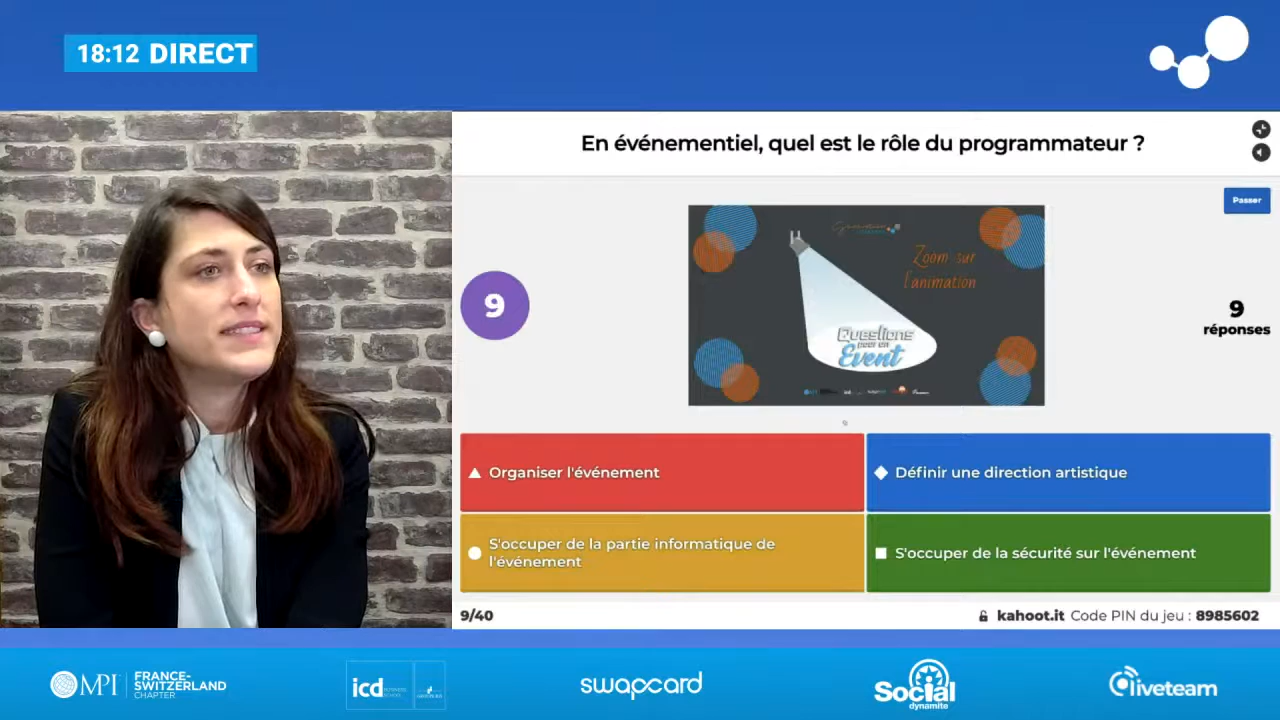 18:12 DIRECT
En événementiel, quel est le rôle du programmateur ?
Passer
9
Zoom sur
l'animation
Questions
pour un
Event
9
réponses
Organiser l'événement
Définir une direction artistique
S'occuper de la partie informatique de
l'événement
S'occuper de la sécurité sur l'événement
9/40
kahoot.it Code PIN du jeu : 8985602
MPI
FRANCE-
SWITZERLAND
CHAPTER
icd
swapcard
Social
dynamite
liveteam